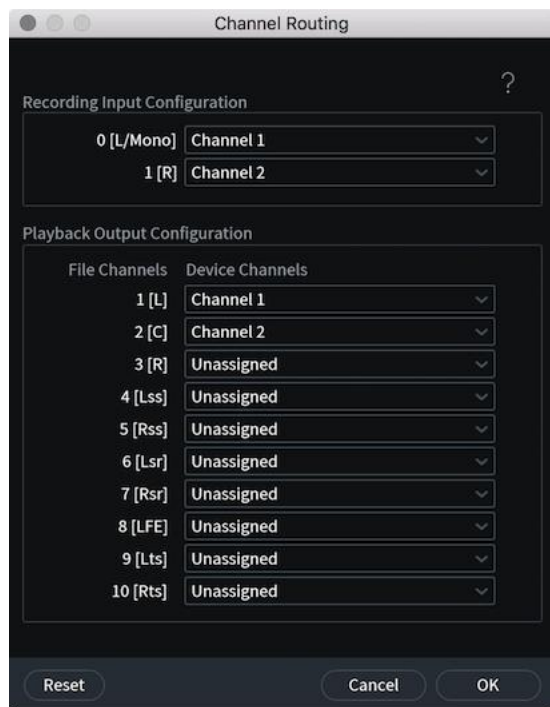 Channel Routing
?
Recording Input Configuration
0 [L/Mono] Channel 1
1 [R] Channel 2
Playback Output Configuration
File Channels Device Channels
1 [L] Channel 1
2 [C] Channel 2
3 [R] Unassigned
4 [Lss] Unassigned
5 [Rss] Unassigned
6 [Lsr] Unassigned
7 [Rsr] Unassigned
8 [LFE] Unassigned
9 [Lts] Unassigned
10 [Rts] Unassigned
Reset Cancel OK